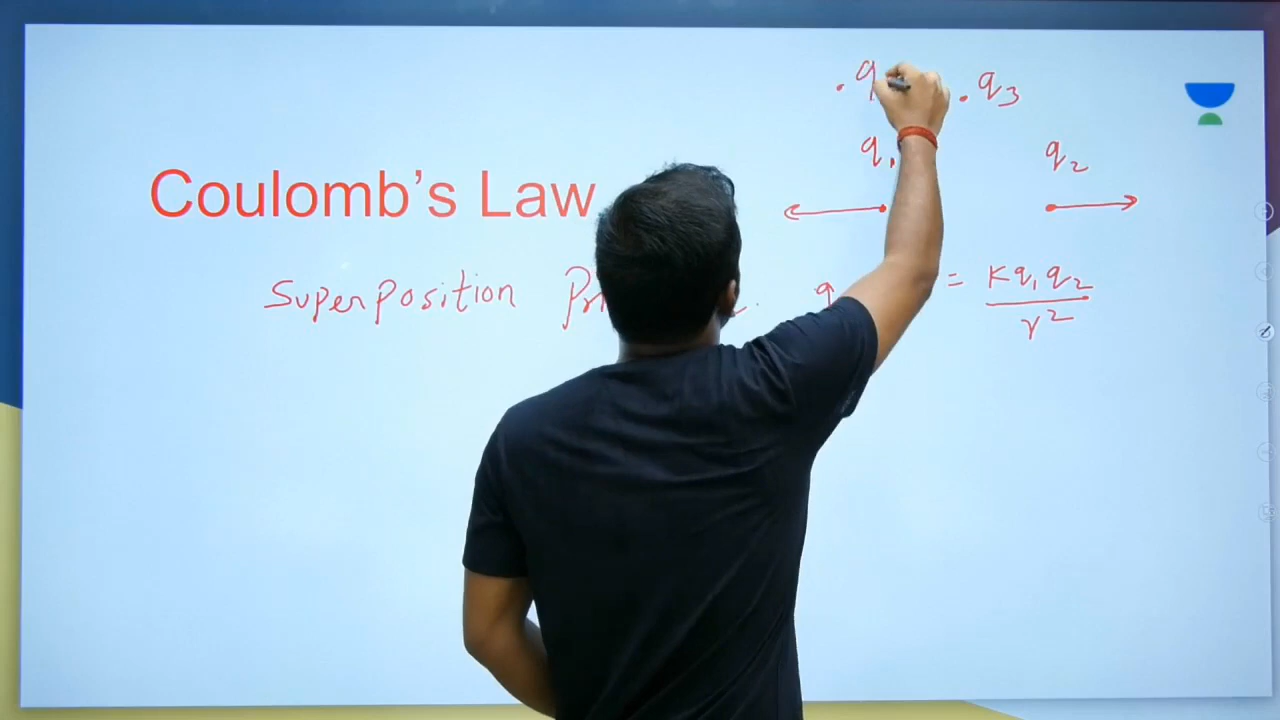 q q3
q1 q2
Coulomb's Law
Superposition
= Kq1q2
r2